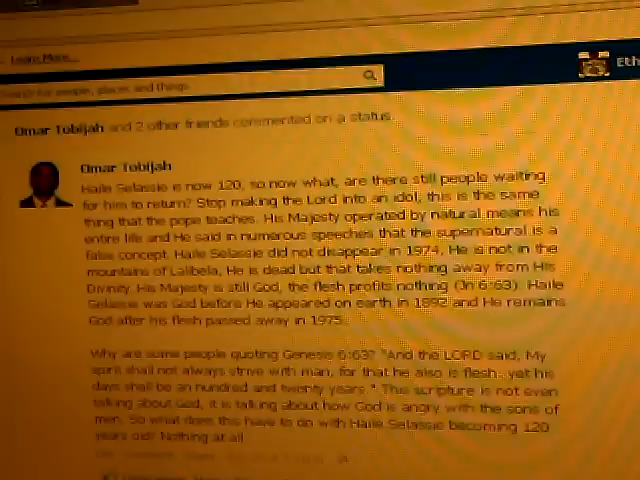 Learn More...
Search for people, places and things
Eth
Omar Tobijah and 2 other friends commented on a status.
Omar Tobijah
Haile Selassie is now 120, so now what, are there still people waiting
for him to return? Stop making the Lord into an idol, this is the same
thing that the pope teaches. His Majesty operated by natural means his
entire life and He said in numerous speeches that the supernatural is a
false concept. Haile Selassie did not disappear in 1974, He is not in the
mountains of Lalibela, He is dead but that takes nothing away from His
Divinity. His Majesty is still God, the flesh profits nothing (Jn 6:63). Haile
Selassie was God before He appeared on earth in 1892 and He remains
God after his flesh passed away in 1975.
Why are some people quoting Genesis 6:63? "And the LORD said, My
spirit shall not always strive with man, for that he also is flesh: yet his
days shall be an hundred and twenty years." This scripture is not even
talking about God, it is talking about how God is angry with the sons of
men. So what does this have to do with Haile Selassie becoming 120
years old? Nothing at all